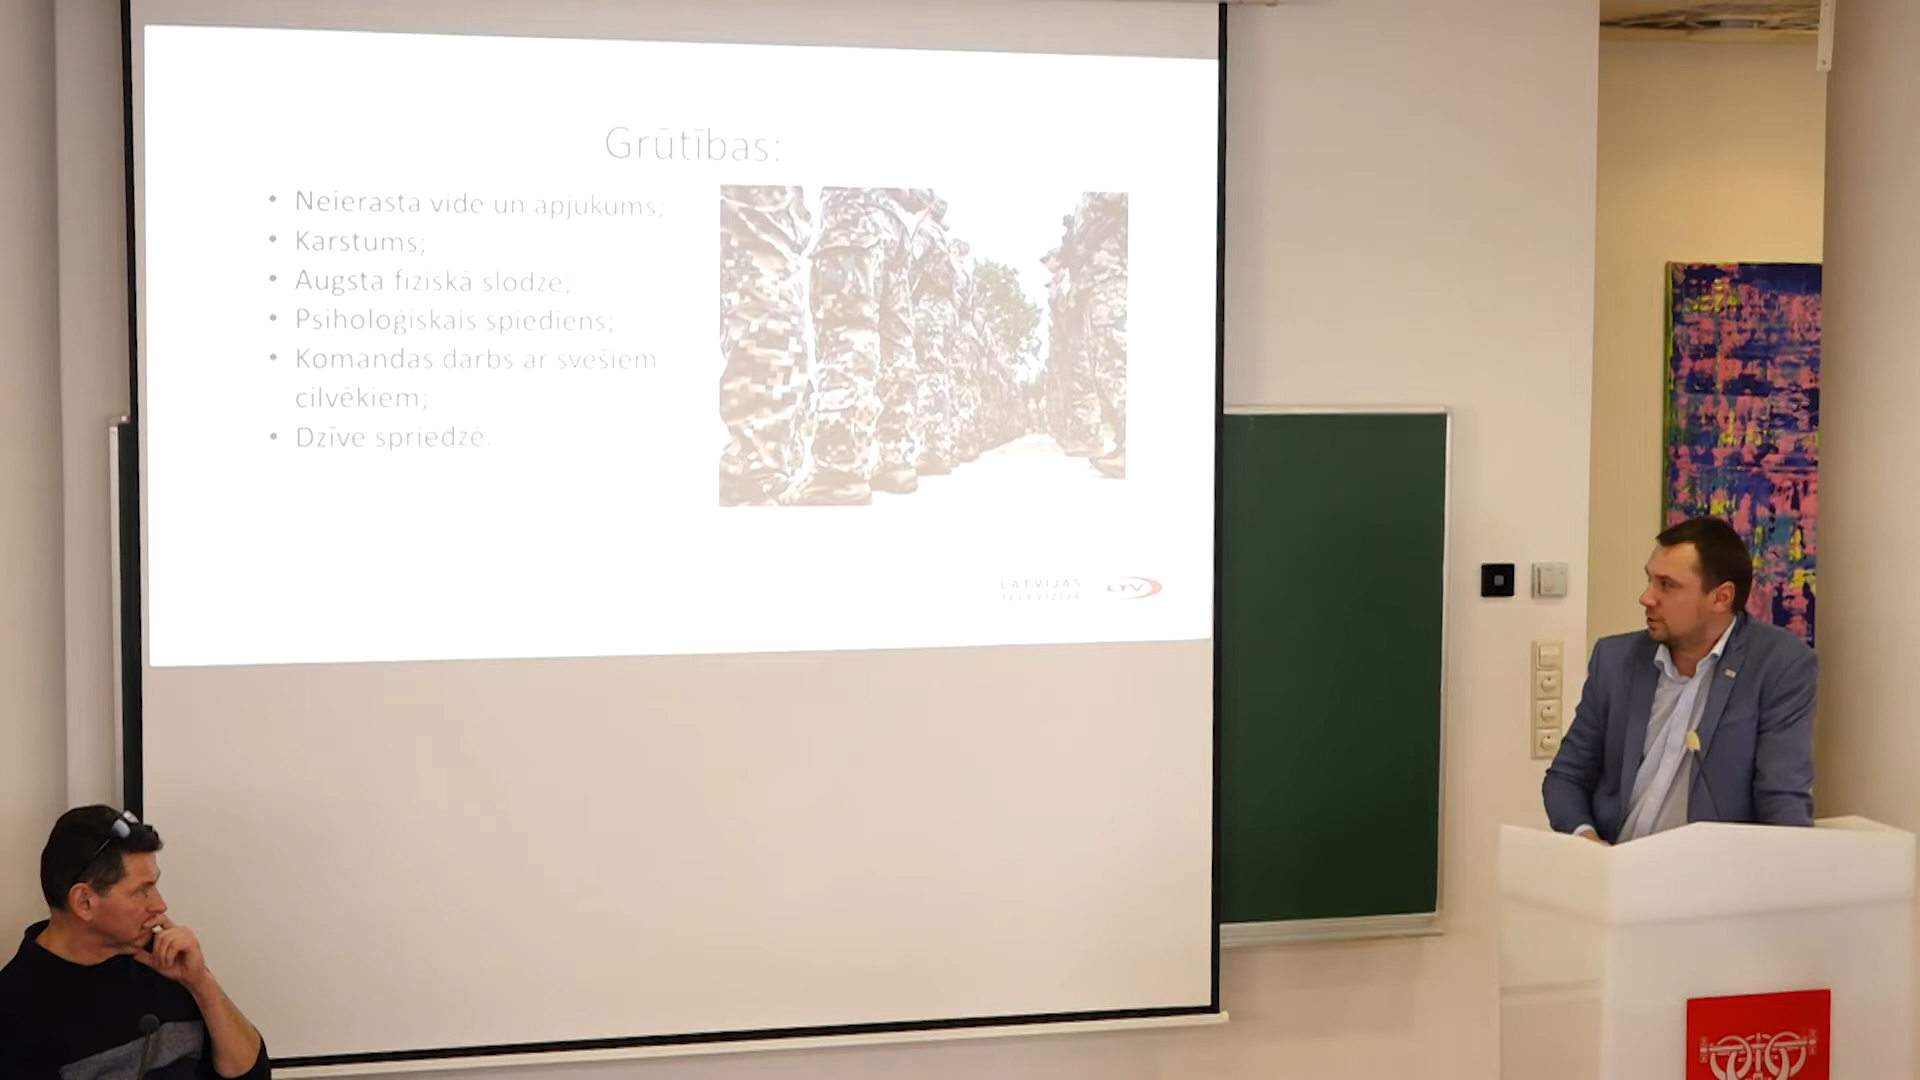 Grūtības:
• Neierasta vide un apjukums;
• Karstums;
• Augsta fiziskā slodze;
• Psiholoģiskais spiediens;
• Komandas darbs ar svešiem
cilvēkiem;
• Dzīve spriedzē.
LATVIJAS
TELEVĪZIJA
LTV